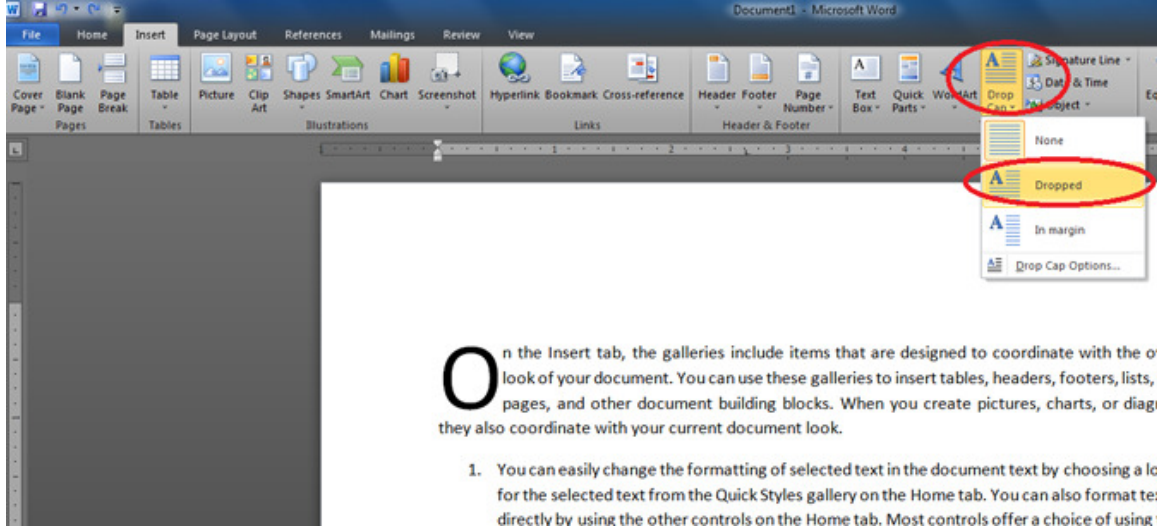 W
Document1 - Microsoft Word
File Home Insert Page Layout References Mailings Review View
Cover Page Blank Page Page Break
Pages
Table
Tables
Picture Clip Art Shapes SmartArt Chart Screenshot
Illustrations
Hyperlink Bookmark Cross-reference
Links
Header Footer Page Number
Header & Footer
Text Box Quick Parts WordArt Drop Cap
Signature Line
Date & Time
Object
None
Dropped
In margin
Drop Cap Options...
1 2 3 4
On the Insert tab, the galleries include items that are designed to coordinate with the
look of your document. You can use these galleries to insert tables, headers, footers, lists,
pages, and other document building blocks. When you create pictures, charts, or
they also coordinate with your current document look.
1. You can easily change the formatting of selected text in the document text by choosing a
for the selected text from the Quick Styles gallery on the Home tab. You can also format
directly by using the other controls on the Home tab. Most controls offer a choice of using